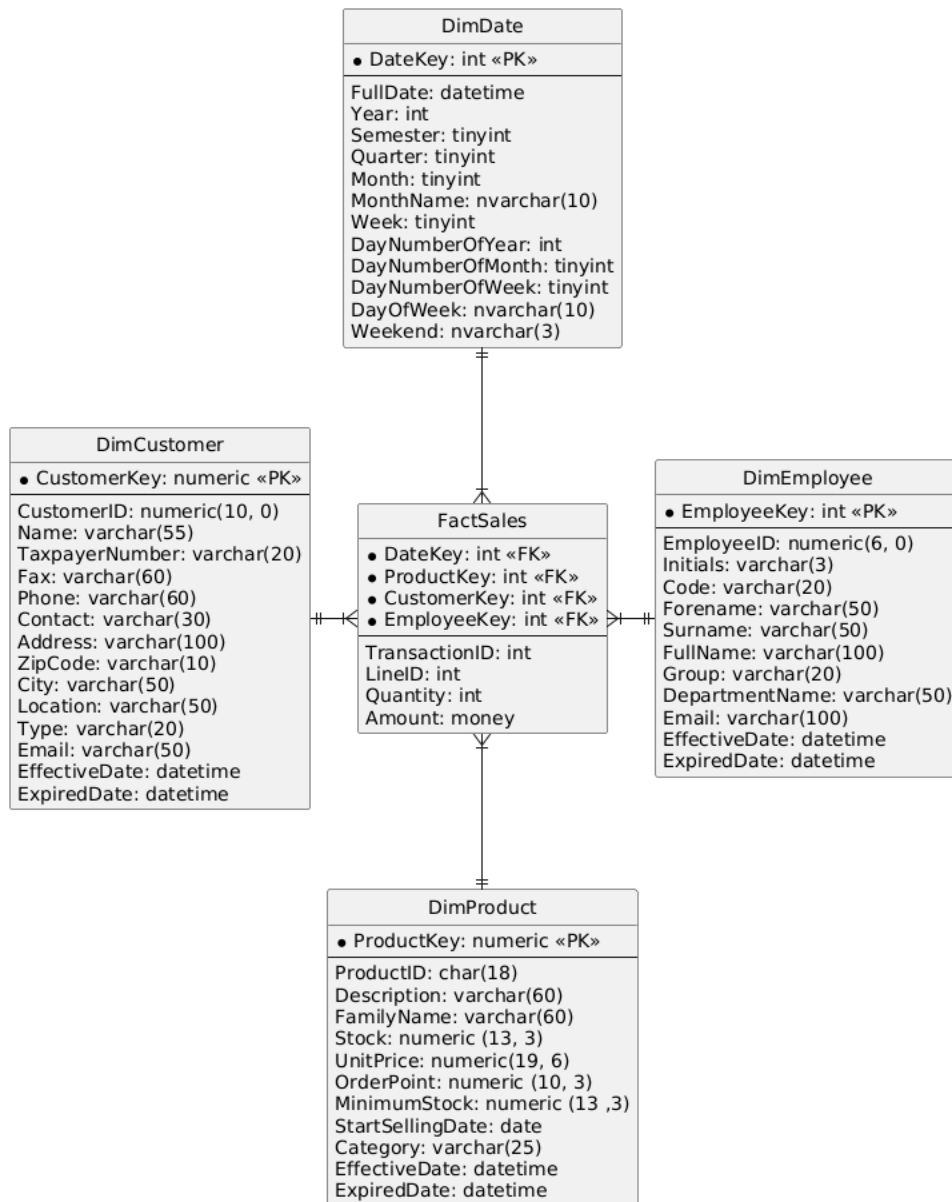 DimDate
DateKey: int «PK»
FullDate: datetime
Year: int
Semester: tinyint
Quarter: tinyint
Month: tinyint
MonthName: nvarchar(10)
Week: tinyint
DayNumberOfYear: int
DayNumberOfMonth: tinyint
DayNumberOfWeek: tinyint
DayOfWeek: nvarchar(10)
Weekend: nvarchar(3)
DimCustomer
CustomerKey: numeric «PK»
CustomerID: numeric(10, 0)
Name: varchar(55)
TaxpayerNumber: varchar(20)
Fax: varchar(60)
Phone: varchar(60)
Contact: varchar(30)
Address: varchar(100)
ZipCode: varchar(10)
City: varchar(50)
Location: varchar(50)
Type: varchar(20)
Email: varchar(50)
EffectiveDate: datetime
ExpiredDate: datetime
FactSales
DateKey: int «FK»
ProductKey: int «FK»
CustomerKey: int «FK»
EmployeeKey: int «FK»
TransactionID: int
LineID: int
Quantity: int
Amount: money
DimEmployee
EmployeeKey: int «PK»
EmployeeID: numeric(6, 0)
Initials: varchar(3)
Code: varchar(20)
Forename: varchar(50)
Surname: varchar(50)
FullName: varchar(100)
Group: varchar(20)
DepartmentName: varchar(50)
Email: varchar(100)
EffectiveDate: datetime
ExpiredDate: datetime
DimProduct
ProductKey: numeric «PK»
ProductID: char(18)
Description: varchar(60)
FamilyName: varchar(60)
Stock: numeric (13, 3)
UnitPrice: numeric(19, 6)
OrderPoint: numeric (10, 3)
MinimumStock: numeric (13 ,3)
StartSellingDate: date
Category: varchar(25)
EffectiveDate: datetime
ExpiredDate: datetime